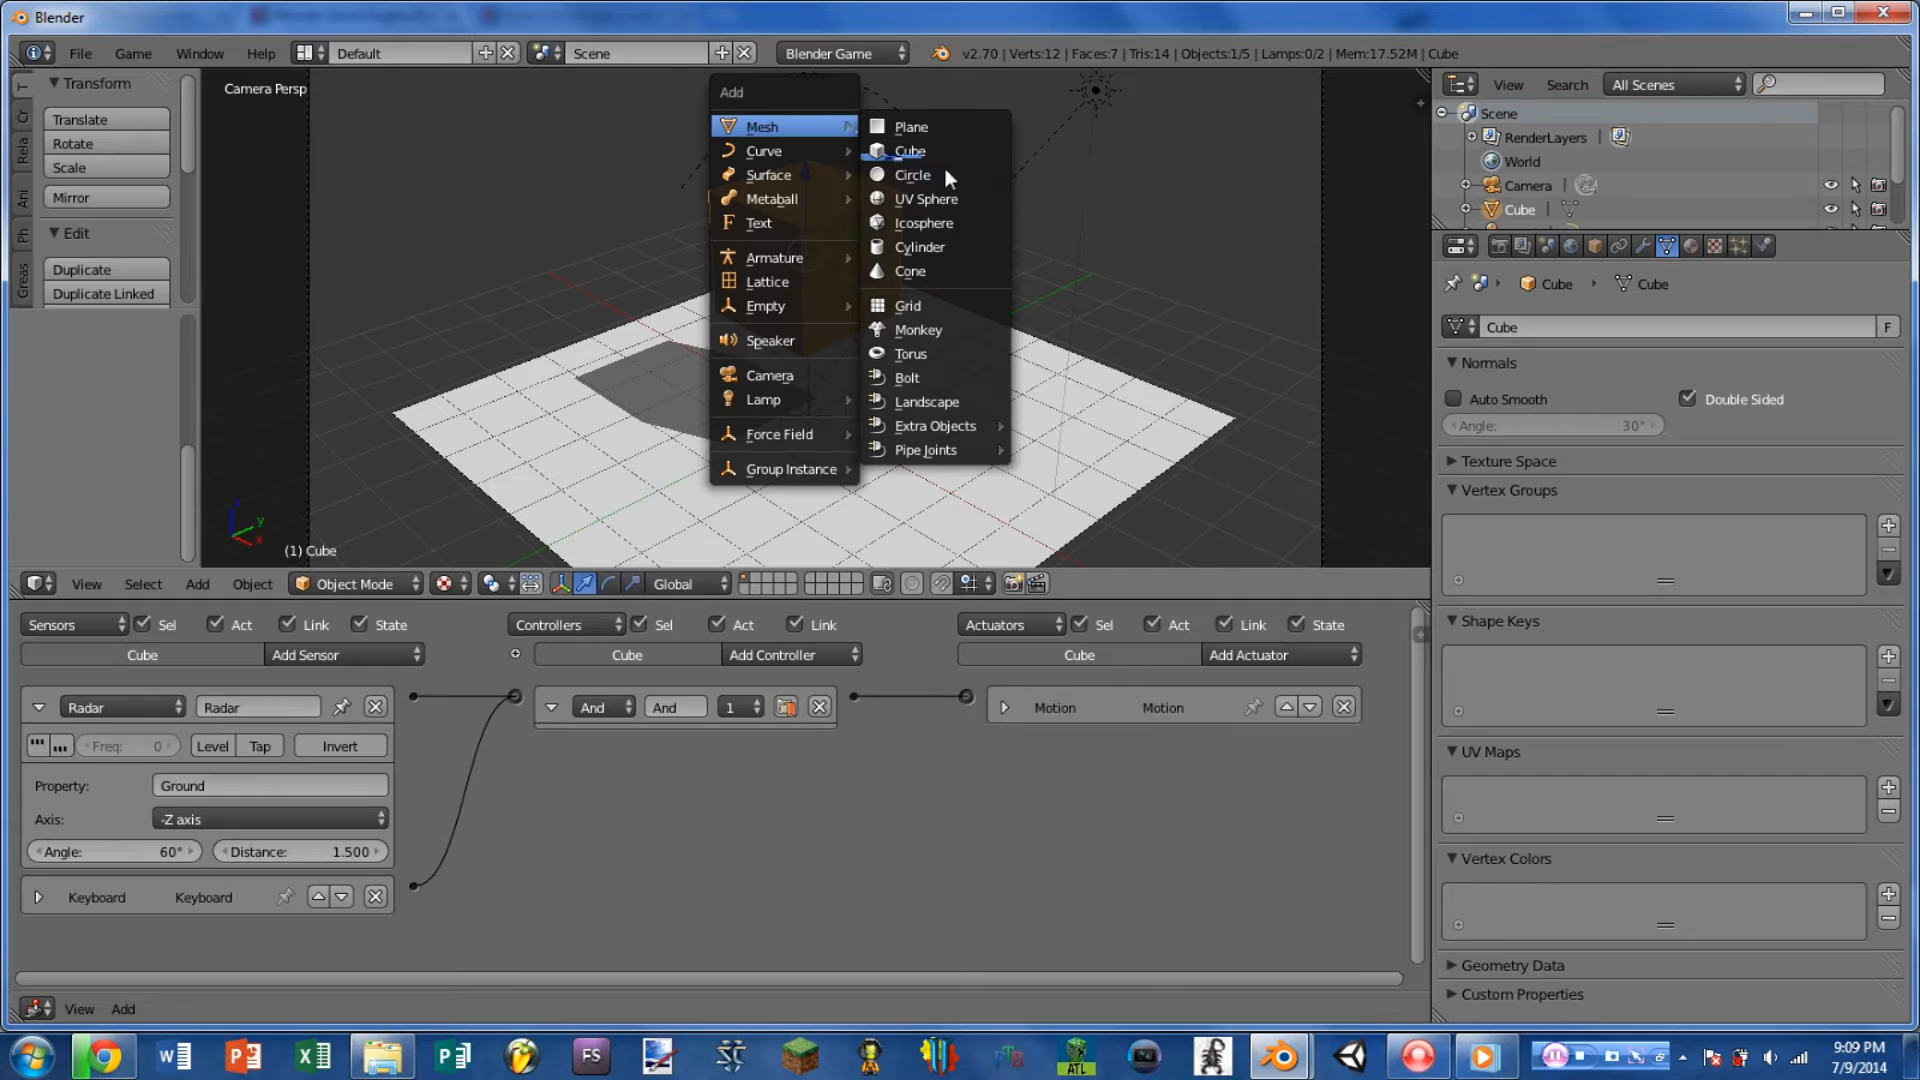 Blender
File Game Window Help Default Scene Blender Game v2.70 | Verts:12 | Faces:7 | Tris:14 | Objects:1/5 | Lamps:0/2 | Mem:17.52M | Cube
Transform
Translate
Rotate
Scale
Mirror
Edit
Duplicate
Duplicate Linked
T
Cr
Rela
Ani
Ph
Greas
Camera Persp
Add
Mesh
Curve
Surface
Metaball
Text
Armature
Lattice
Empty
Speaker
Camera
Lamp
Force Field
Group Instance
Plane
Cube
Circle
UV Sphere
Icosphere
Cylinder
Cone
Grid
Monkey
Torus
Bolt
Landscape
Extra Objects
Pipe Joints
z
y
x
(1) Cube
View Select Add Object Object Mode Global
View Search All Scenes
Scene
RenderLayers
World
Camera
Cube
Cube Cube
Cube F
Normals
Auto Smooth Double Sided
Angle: 30°
Texture Space
Vertex Groups
Shape Keys
UV Maps
Vertex Colors
Geometry Data
Custom Properties
Sensors Sel Act Link State
Cube Add Sensor
Radar Radar
Freq: 0 Level Tap Invert
Property: Ground
Axis: -Z axis
Angle: 60° Distance: 1.500
Keyboard Keyboard
Controllers Sel Act Link
Cube Add Controller
And And 1
Actuators Sel Act Link State
Cube Add Actuator
Motion Motion
View Add
FS
ATL
9:09 PM
7/9/2014